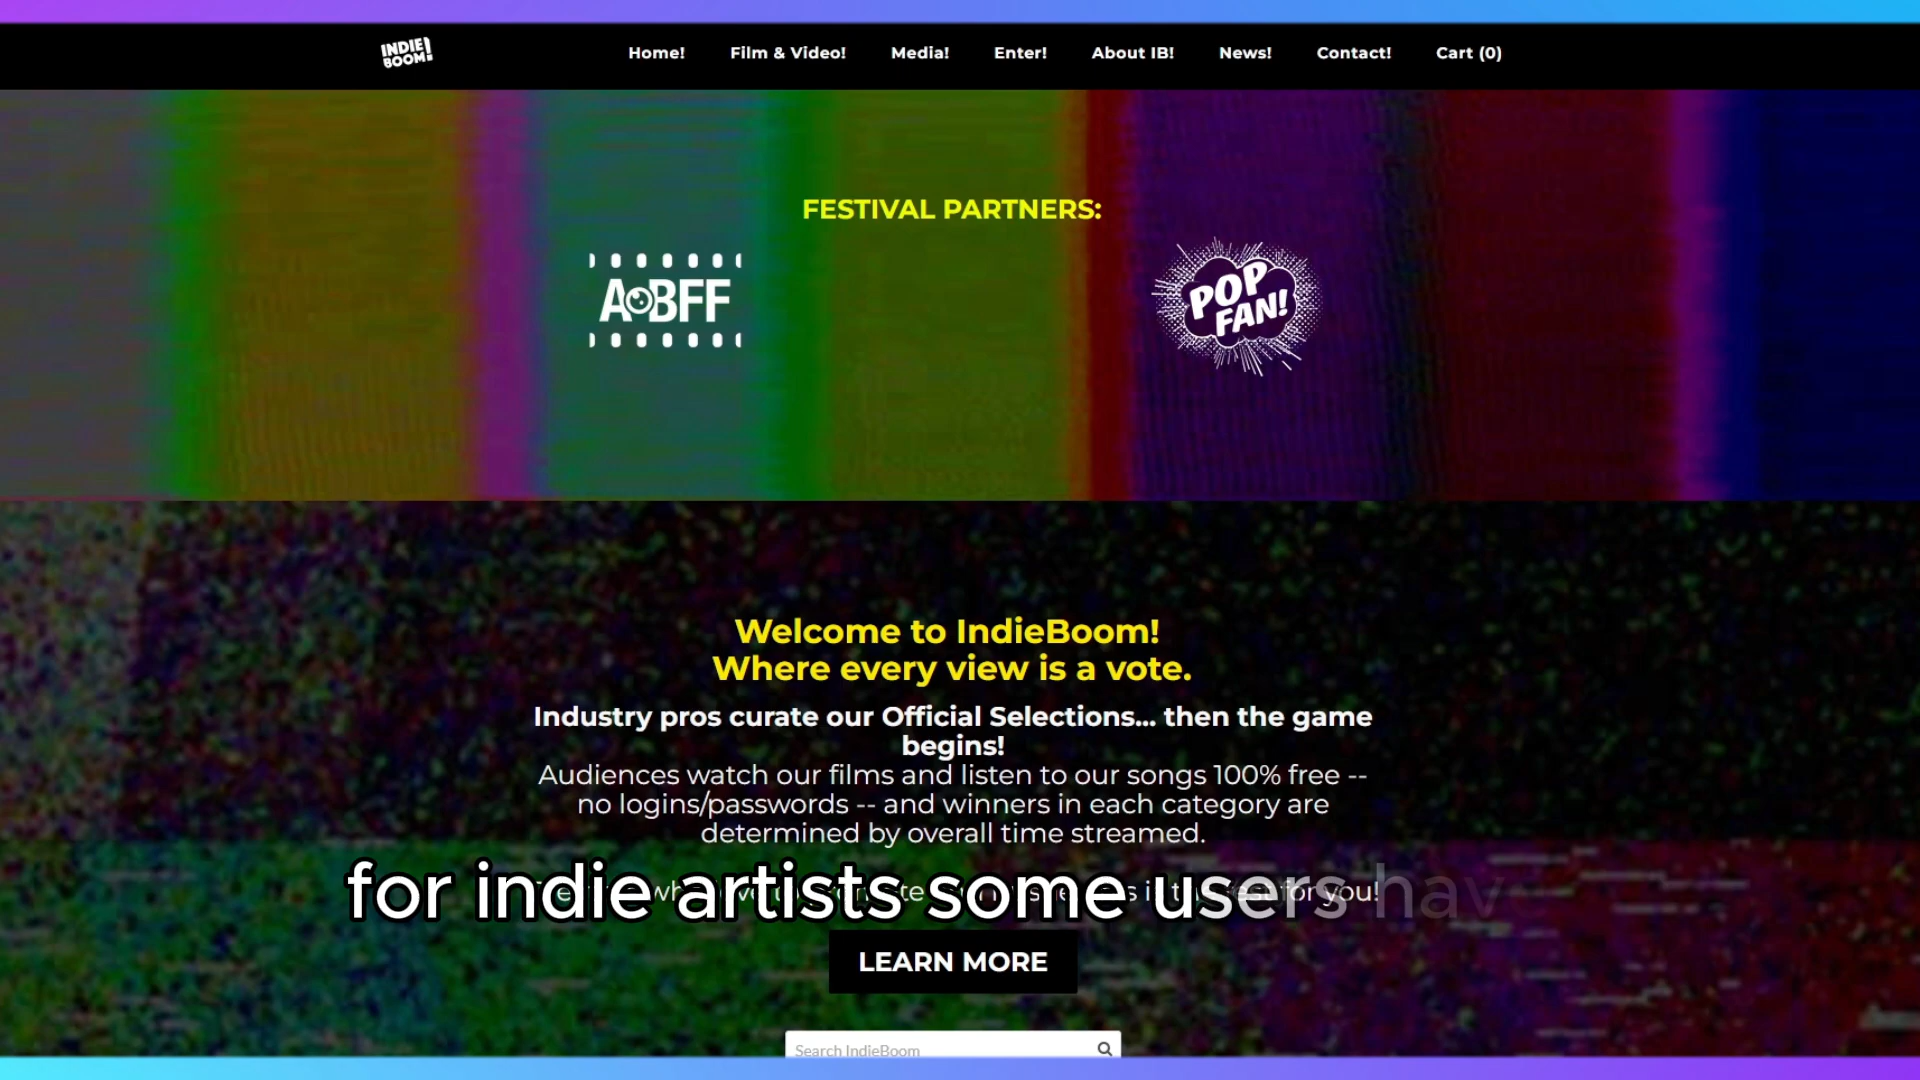 INDIE BOOM!
Home! Film & Video! Media! Enter! About IB! News! Contact! Cart (0)
FESTIVAL PARTNERS:
A BFF
POP FAN!
Welcome to IndieBoom!
Where every view is a vote.
Industry pros curate our Official Selections... then the game
begins!
Audiences watch our films and listen to our songs 100% free --
no logins/passwords -- and winners in each category are
determined by overall time streamed.
for you!
for indie artists some users have
LEARN MORE
Search IndieBoom